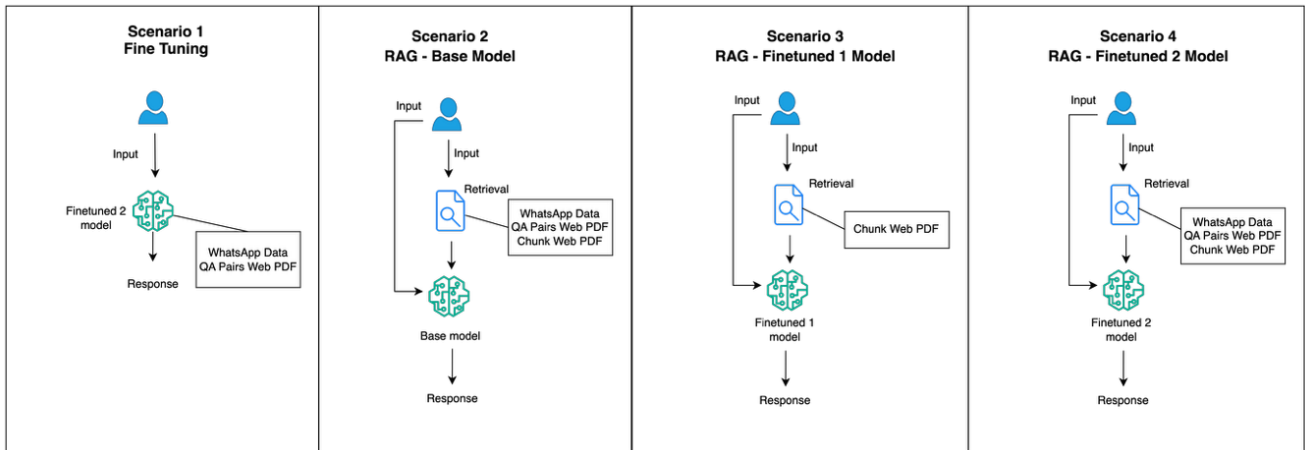 Scenario 1
Fine Tuning
Input
Finetuned 2
model
WhatsApp Data
QA Pairs Web PDF
Response
Scenario 2
RAG - Base Model
Input
Input
Retrieval
WhatsApp Data
QA Pairs Web PDF
Chunk Web PDF
Base model
Response
Scenario 3
RAG - Finetuned 1 Model
Input
Input
Retrieval
Chunk Web PDF
Finetuned 1
model
Response
Scenario 4
RAG - Finetuned 2 Model
Input
Input
Retrieval
WhatsApp Data
QA Pairs Web PDF
Chunk Web PDF
Finetuned 2
model
Response